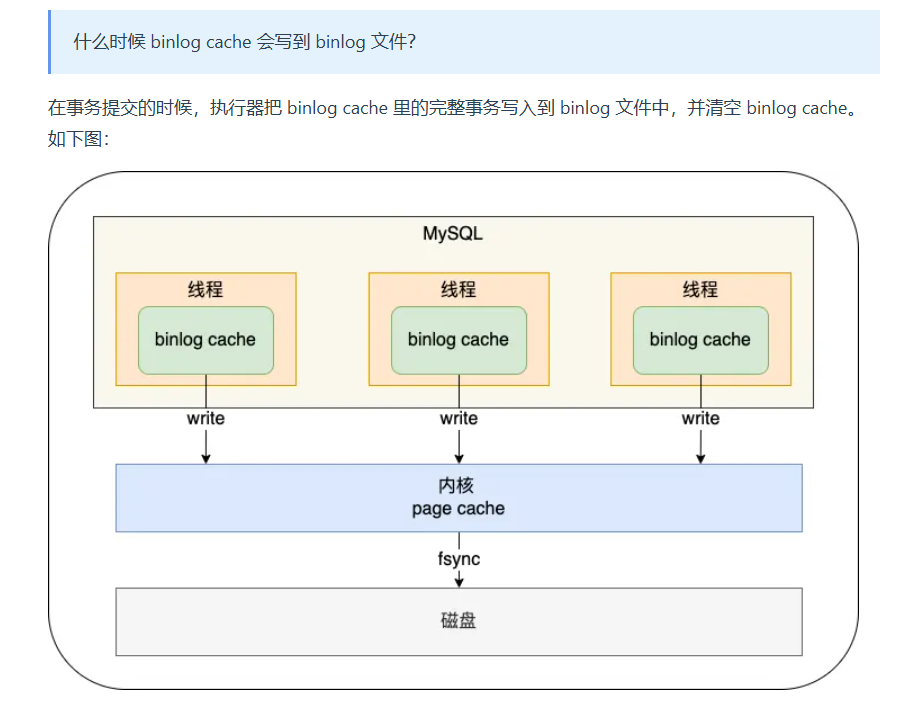 什么时候 binlog cache 会写到 binlog 文件？
在事务提交的时候，执行器把 binlog cache 里的完整事务写入到 binlog 文件中，并清空 binlog cache。
如下图：
MySQL
线程 线程 线程
binlog cache binlog cache binlog cache
write write write
内核
page cache
fsync
磁盘